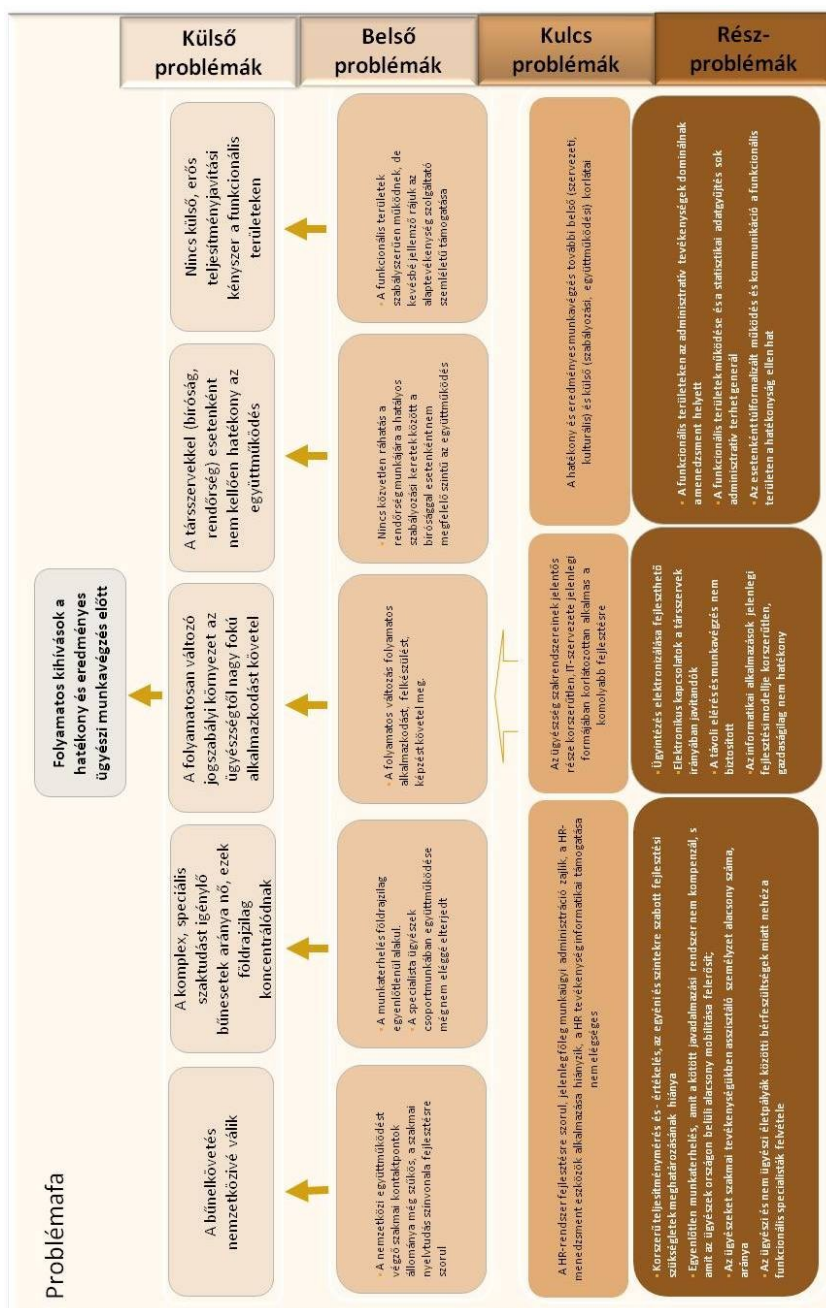 Problémafa
Folyamatos kihívások a
hatékony és eredményes
ügyészi munkavégzés előtt
Külső
problémák
A bűnelkövetés
nemzetközivé válik
A komplex, speciális
szaktudást igénylő
bűnesetek aránya nő, ezek
földrajzilag
koncentrálódnak
A folyamatosan változó
jogszabályi környezet az
ügyészségtől nagy fokú
alkalmazkodást követel
A társszervekkel (bíróság,
rendőrség) esetenként
nem kellően hatékony az
együttműködés
Nincs külső, erős
teljesítményjavítási
kényszer a funkcionális
területeken
Belső
problémák
• A nemzetközi együttműködést
végző szakmai kontaktpontok
állománya még szűkös, a szakmai
nyelvtudás színvonala fejlesztésre
szorul
• A munkaterhelés földrajzilag
egyenlőtlenül alakul.
• A specialista ügyészek
csoportmunkában együttműködése
még nem eléggé elterjedt
• A folyamatos változás folyamatos
alkalmazkodást, felkészülést,
képzést követel meg.
• Nincs közvetlen ráhatás a
rendőrség munkájára a hatályos
szabályozási keretek között a
bírósággal esetenként nem
megfelelő szintű az együttműködés
• A funkcionális területek
szabályszerűen működnek, de
kevésbé jellemző rájuk az
alaptevékenység szolgáltató
szemléletű támogatása
Kulcs
problémák
A HR-rendszer fejlesztésre szorul, jelenleg főleg munkaügyi adminisztráció zajlik, a HR-
menedzsment eszközök alkalmazása hiányzik, a HR tevékenység informatikai támogatása
nem elégséges
Az ügyészség szakrendszereinek jelentős
része korszerűtlen, IT-szervezete jelenlegi
formájában korlátozottan alkalmas a
komolyabb fejlesztésre
A hatékony és eredményes munkavégzés további belső (szervezeti,
kulturális) és külső (szabályozási, együttműködési) korlátai
Rész-
problémák
• Korszerű teljesítménymérés és - értékelés, az egyéni és szintekre szabott fejlesztési
szükségletek meghatározásának hiánya
• Egyenlőtlen munkaterhelés, amit a kötött javadalmazási rendszer nem kompenzál, s
amit az ügyészek országon belüli alacsony mobilitása felerősít;
• Az ügyészeket szakmai tevékenységükben asszisztáló személyzet alacsony száma,
aránya
• Az ügyészi és nem ügyészi életpályák közötti bérfeszültségek miatt nehéz a
funkcionális specialisták felvétele
• Ügyintézés elektronizálása fejleszthető
• Elektronikus kapcsolatok a társszervek
irányában javítandók
• A távoli elérés és munkavégzés nem
biztosított
• Az informatikai alkalmazások jelenlegi
fejlesztési modellje korszerűtlen,
gazdaságilag nem hatékony
• A funkcionális területeken az adminisztratív tevékenységek dominálnak
a menedzsment helyett
• A funkcionális területek működése és a statisztikai adatgyűjtés sok
adminisztratív terhet generál
• Az esetenként túlformalizált működés és kommunikáció a funkcionális
területen a hatékonyság ellen hat